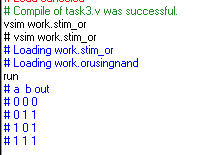 # Compile of task3.v was successful.
vsim work.stim_or
# vsim work.stim_or
# Loading work.stim_or
# Loading work.orusingnand
run
# a b out
# 0 0 0
# 0 1 1
# 1 0 1
# 1 1 1